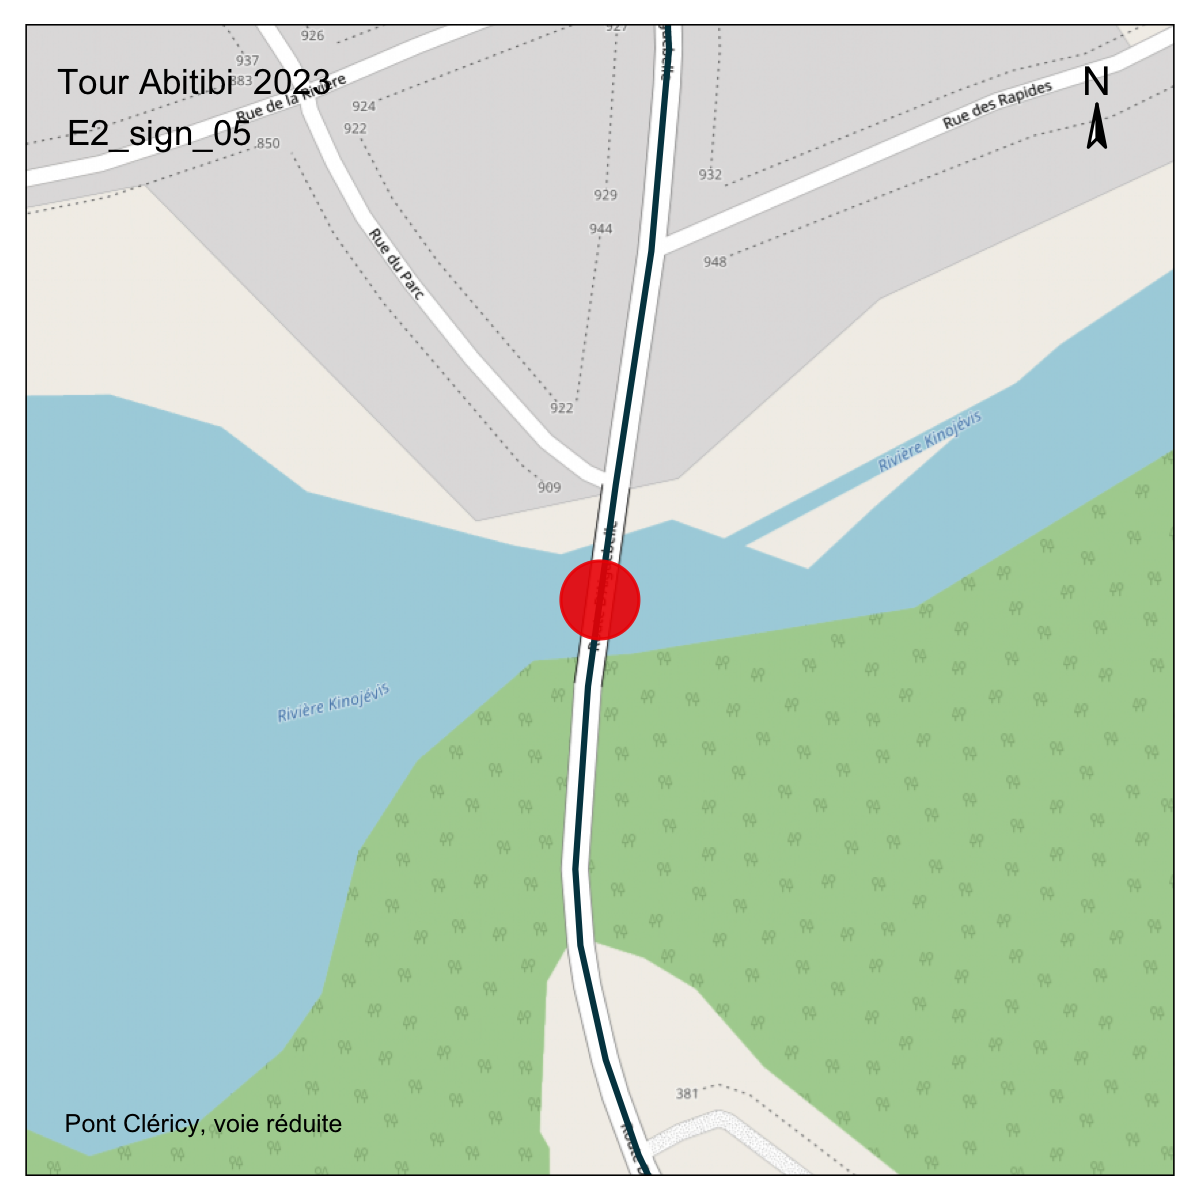 927
926
937
Tour Abitibi 2023
883
N
Rue de la Rivière
924
Rue des Rapides
922
E2_sign_05
850
932
929
944
Rue du Parc
948
922
Rivière Kinojévis
909
Rivière Kinojévis
381
Pont Cléricy, voie réduite